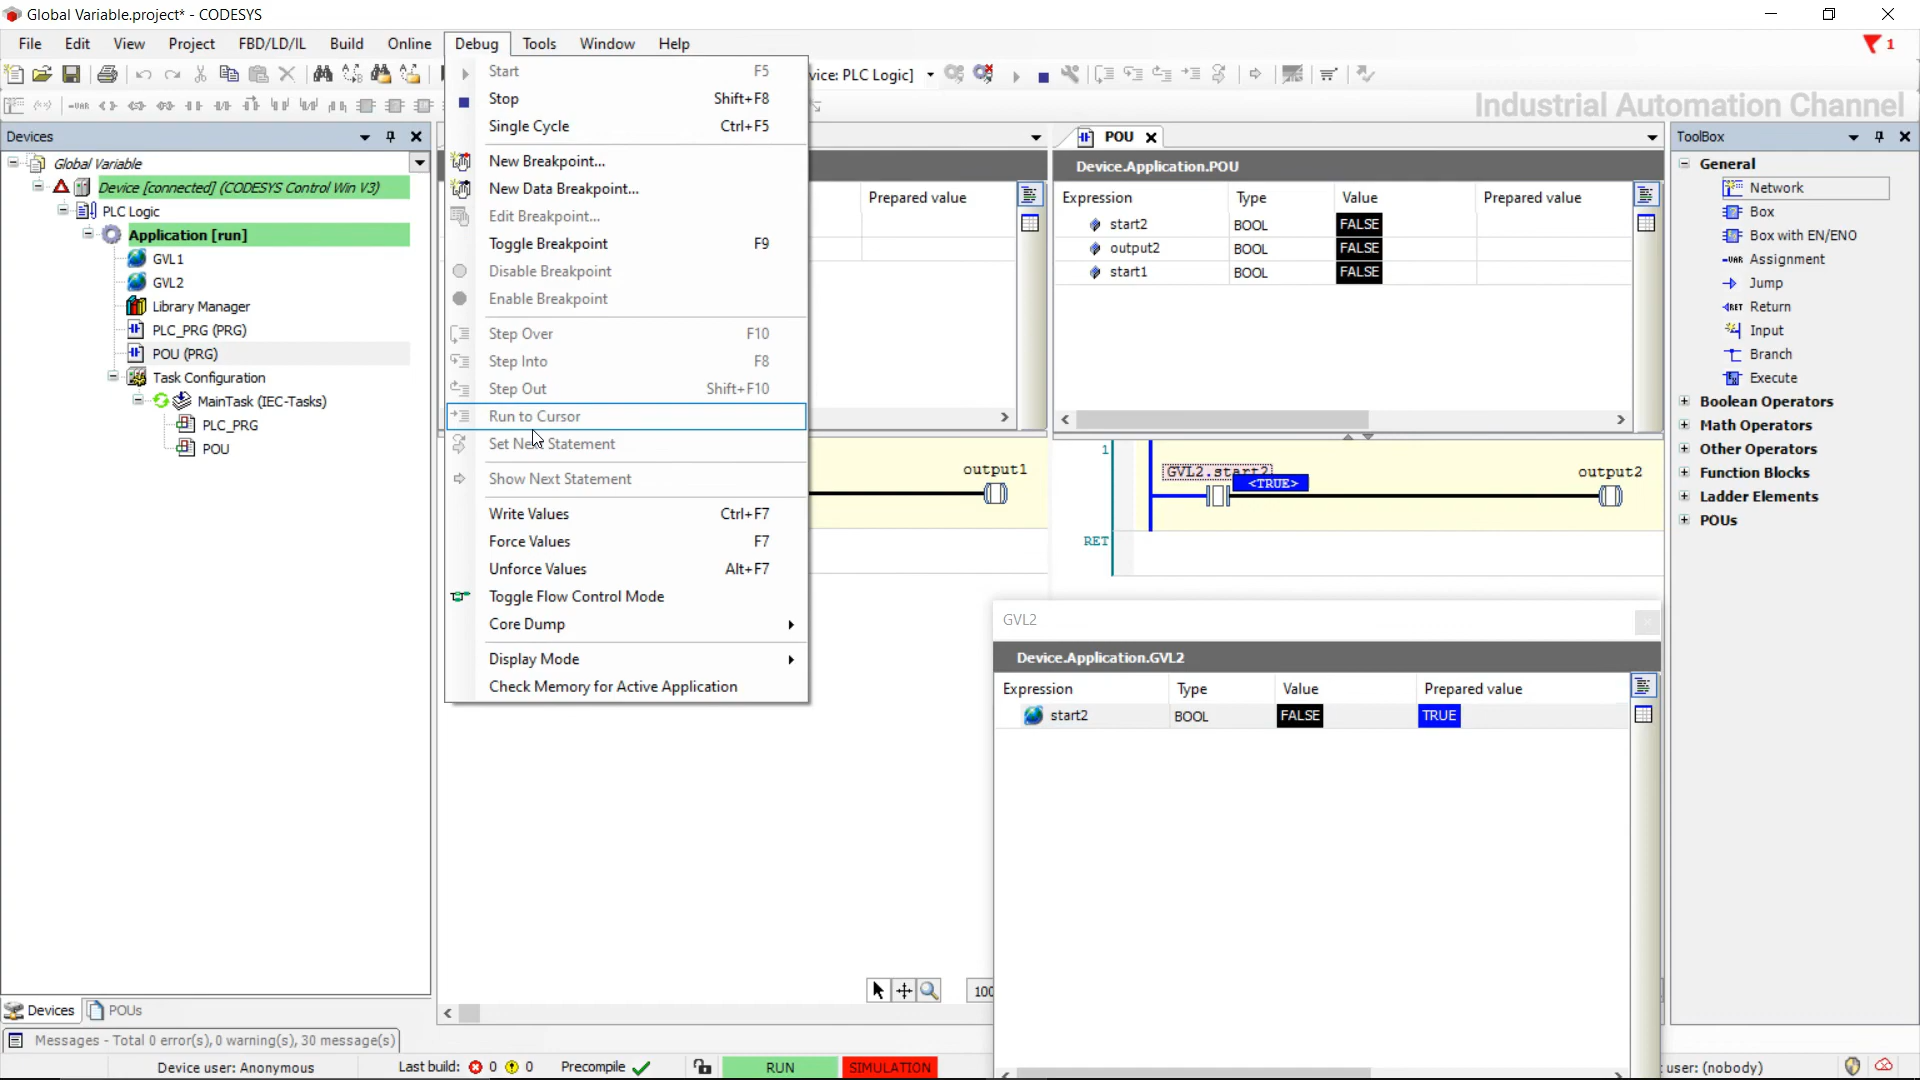 Global Variable.project* - CODESYS
File Edit View Project FBD/LD/IL Build Online Debug Tools Window Help
1
vice: PLC Logic]
Industrial Automation Channel
Devices
Global Variable
Device [connected] (CODESYS Control Win V3)
PLC Logic
Application [run]
GVL1
GVL2
Library Manager
PLC_PRG (PRG)
POU (PRG)
Task Configuration
MainTask (IEC-Tasks)
PLC_PRG
POU
Start F5
Stop Shift+F8
Single Cycle Ctrl+F5
New Breakpoint...
New Data Breakpoint...
Edit Breakpoint...
Toggle Breakpoint F9
Disable Breakpoint
Enable Breakpoint
Step Over F10
Step Into F8
Step Out Shift+F10
Run to Cursor
Set Next Statement
Show Next Statement
Write Values Ctrl+F7
Force Values F7
Unforce Values Alt+F7
Toggle Flow Control Mode
Core Dump
Display Mode
Check Memory for Active Application
Prepared value
output1
100
POU
Device.Application.POU
Expression Type Value Prepared value
start2 BOOL FALSE
output2 BOOL FALSE
start1 BOOL FALSE
1
GVL2.start2 output2
<TRUE>
RET
GVL2
Device.Application.GVL2
Expression Type Value Prepared value
start2 BOOL FALSE TRUE
ToolBox
General
Network
Box
Box with EN/ENO
-VAR Assignment
Jump
RET Return
Input
Branch
Execute
Boolean Operators
Math Operators
Other Operators
Function Blocks
Ladder Elements
POUs
Devices POUs
Messages - Total 0 error(s), 0 warning(s), 30 message(s)
Device user: Anonymous Last build: 0 0 Precompile RUN SIMULATION user: (nobody)